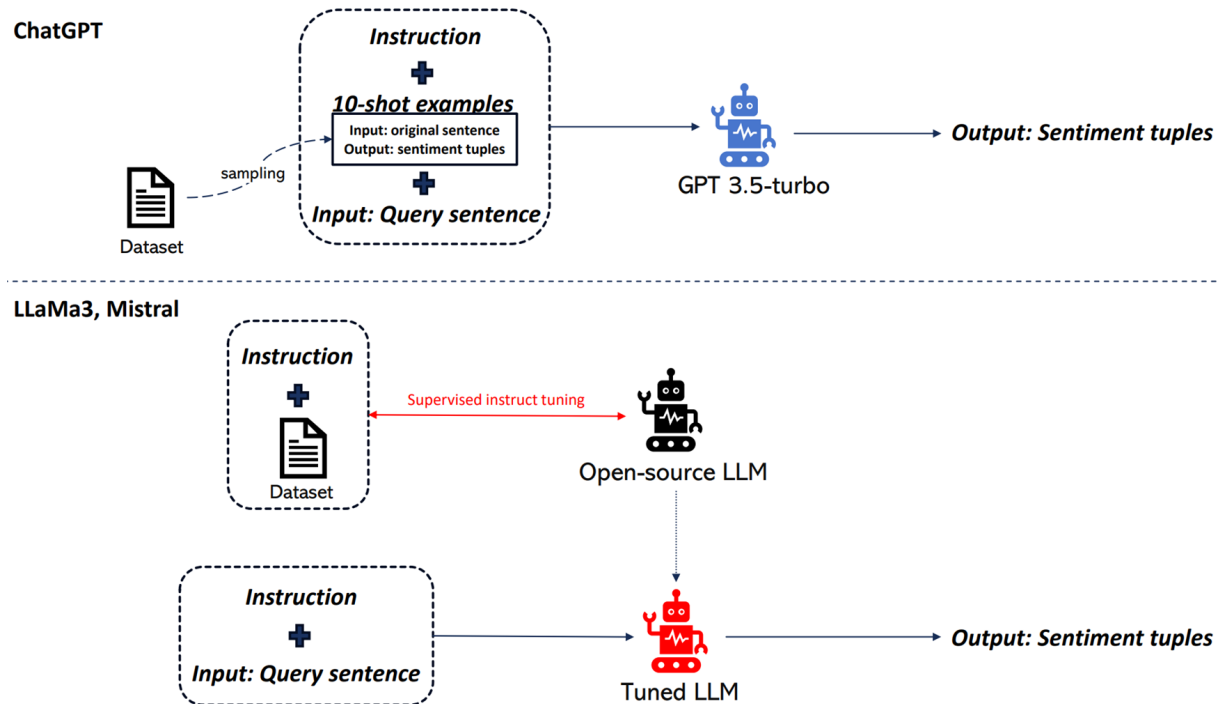 ChatGPT
Instruction
10-shot examples
Input: original sentence
Output: sentiment tuples
Input: Query sentence
sampling
Dataset
GPT 3.5-turbo
Output: Sentiment tuples
LLaMa3, Mistral
Instruction
Dataset
Supervised instruct tuning
Open-source LLM
Instruction
Input: Query sentence
Tuned LLM
Output: Sentiment tuples